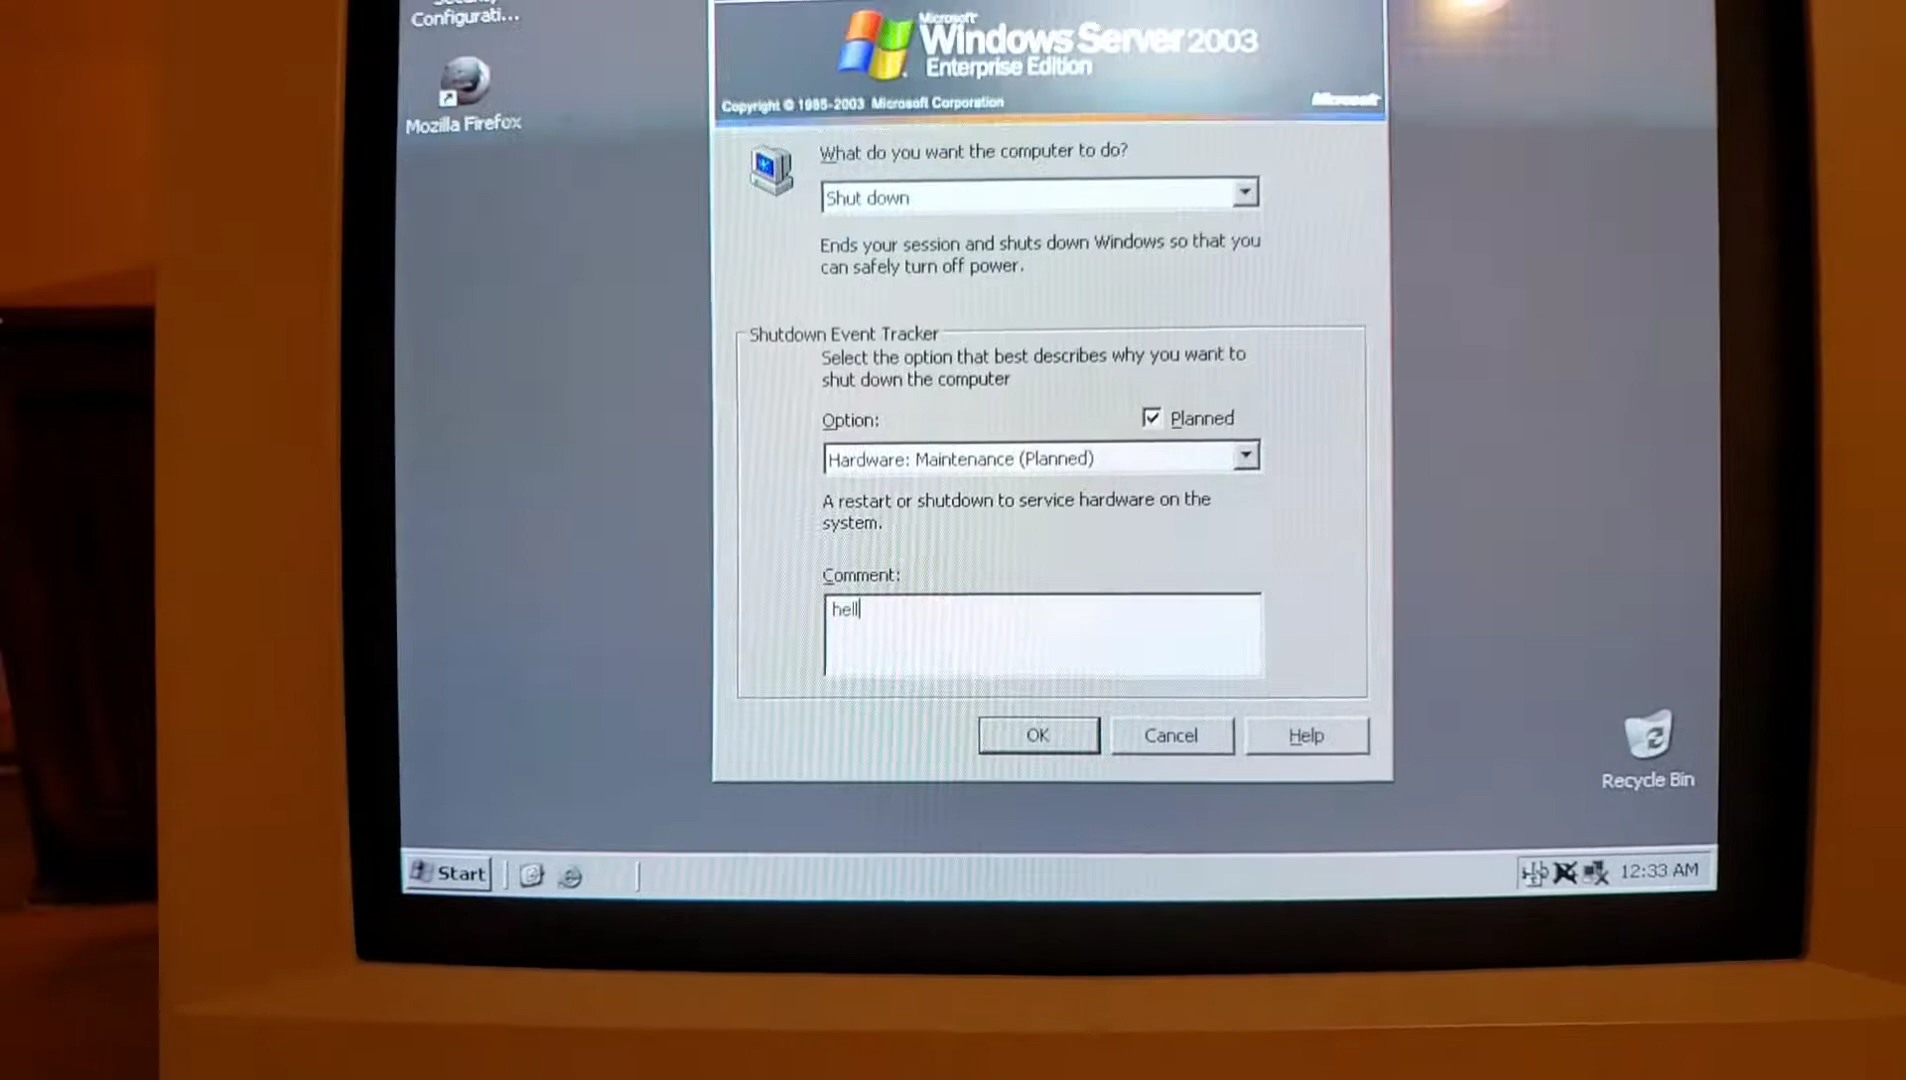 Configurati...
Mozilla Firefox
Microsoft
Windows Server 2003
Enterprise Edition
Copyright © 1985-2003 Microsoft Corporation
Microsoft
What do you want the computer to do?
Shut down
Ends your session and shuts down Windows so that you
can safely turn off power.
Shutdown Event Tracker
Select the option that best describes why you want to
shut down the computer
Option:
Planned
Hardware: Maintenance (Planned)
A restart or shutdown to service hardware on the
system.
Comment:
hell
OK
Cancel
Help
Recycle Bin
Start
12:33 AM